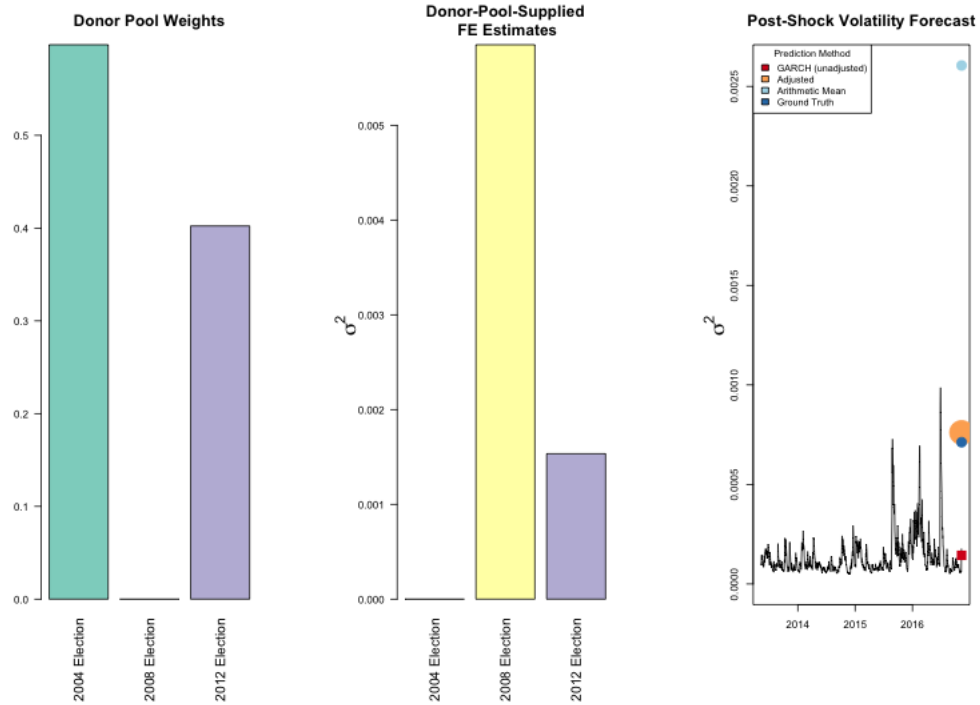 Donor Pool Weights
0.5
0.4
0.3
0.2
0.1
0.0
2004 Election
2008 Election
2012 Election
Donor-Pool-Supplied
FE Estimates
σ²
0.005
0.004
0.003
0.002
0.001
0.000
2004 Election
2008 Election
2012 Election
Post-Shock Volatility Forecast
σ²
0.0025
0.0020
0.0015
0.0010
0.0005
0.0000
Prediction Method
GARCH (unadjusted)
Adjusted
Arithmetic Mean
Ground Truth
2014
2015
2016